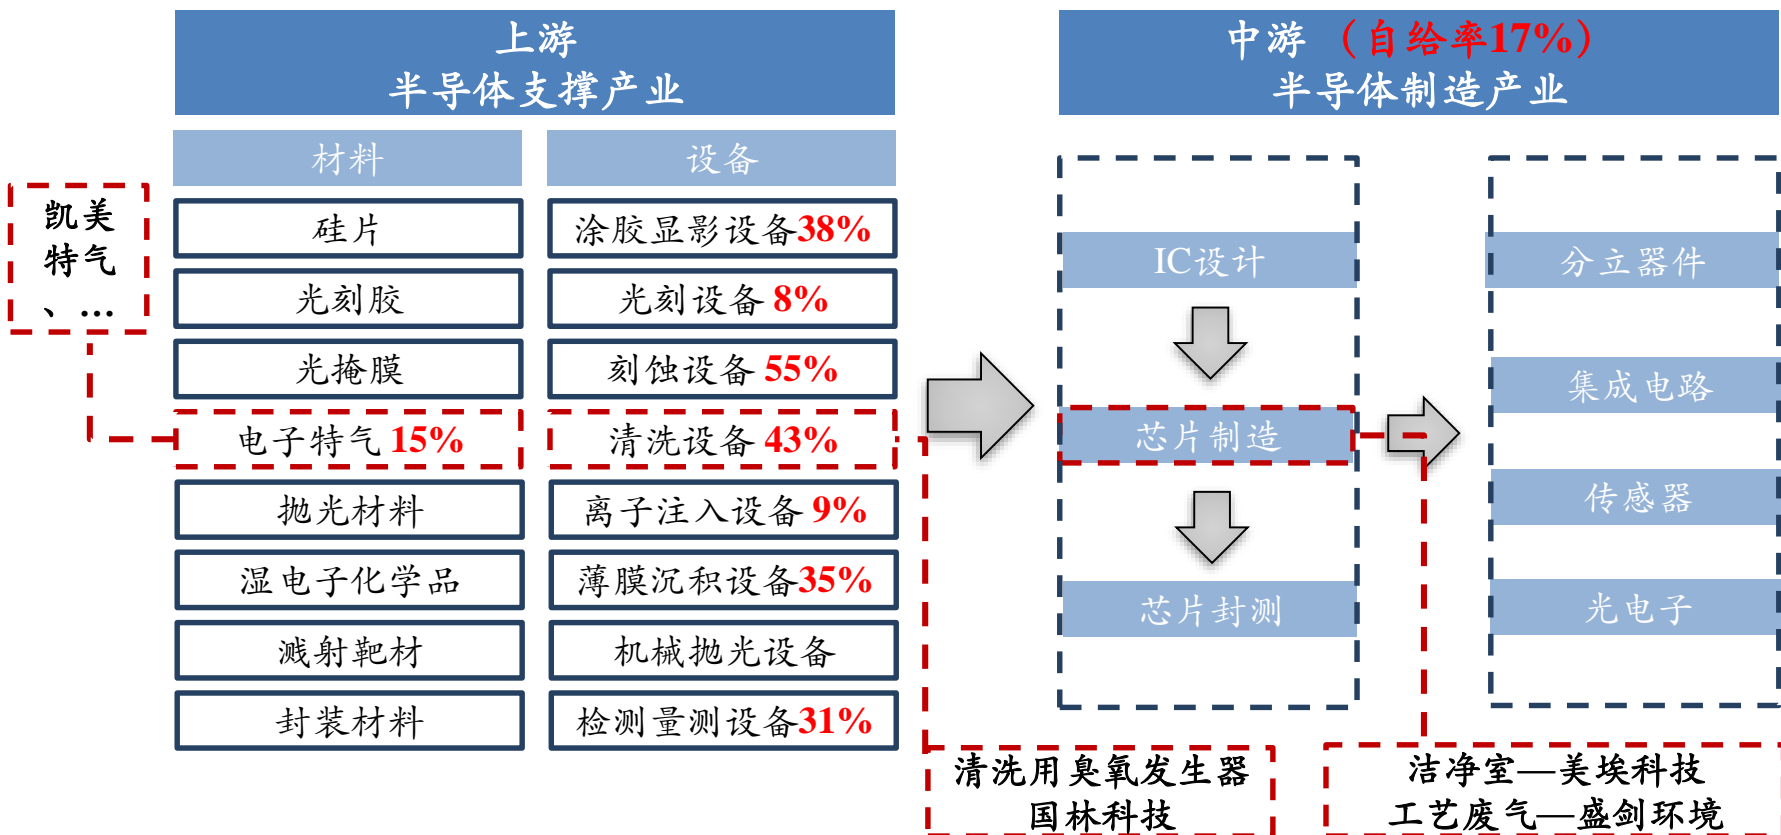 上游
半导体支撑产业
材料
设备
凯美
特气
、…
硅片
涂胶显影设备38%
光刻胶
光刻设备 8%
光掩膜
刻蚀设备 55%
电子特气 15%
清洗设备 43%
抛光材料
离子注入设备 9%
湿电子化学品
薄膜沉积设备35%
溅射靶材
机械抛光设备
封装材料
检测量测设备31%
清洗用臭氧发生器
国林科技
中游 （自给率17%）
半导体制造产业
IC设计
芯片制造
芯片封测
分立器件
集成电路
传感器
光电子
洁净室—美埃科技
工艺废气—盛剑环境